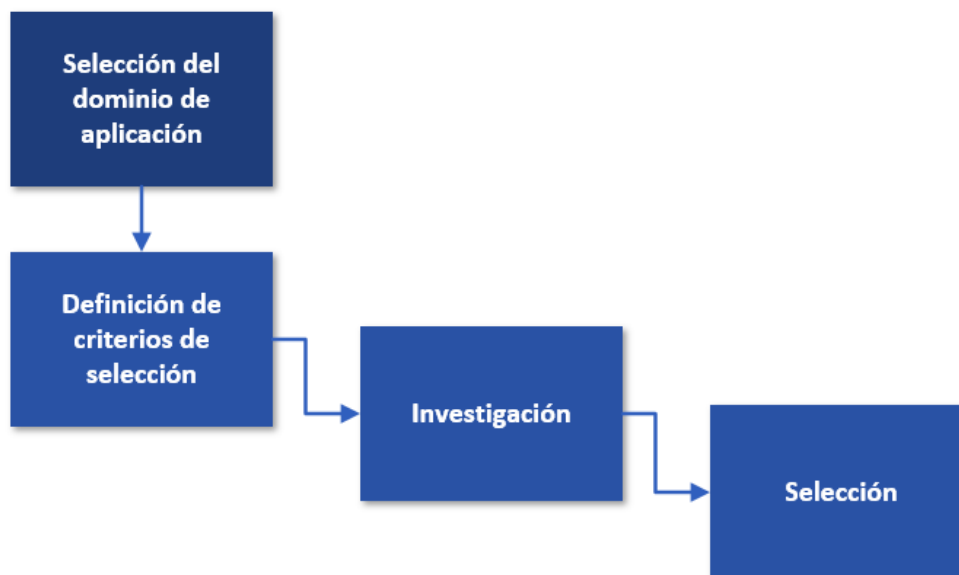 Selección del
dominio de
aplicación
Definición de
criterios de
selección
Investigación
Selección